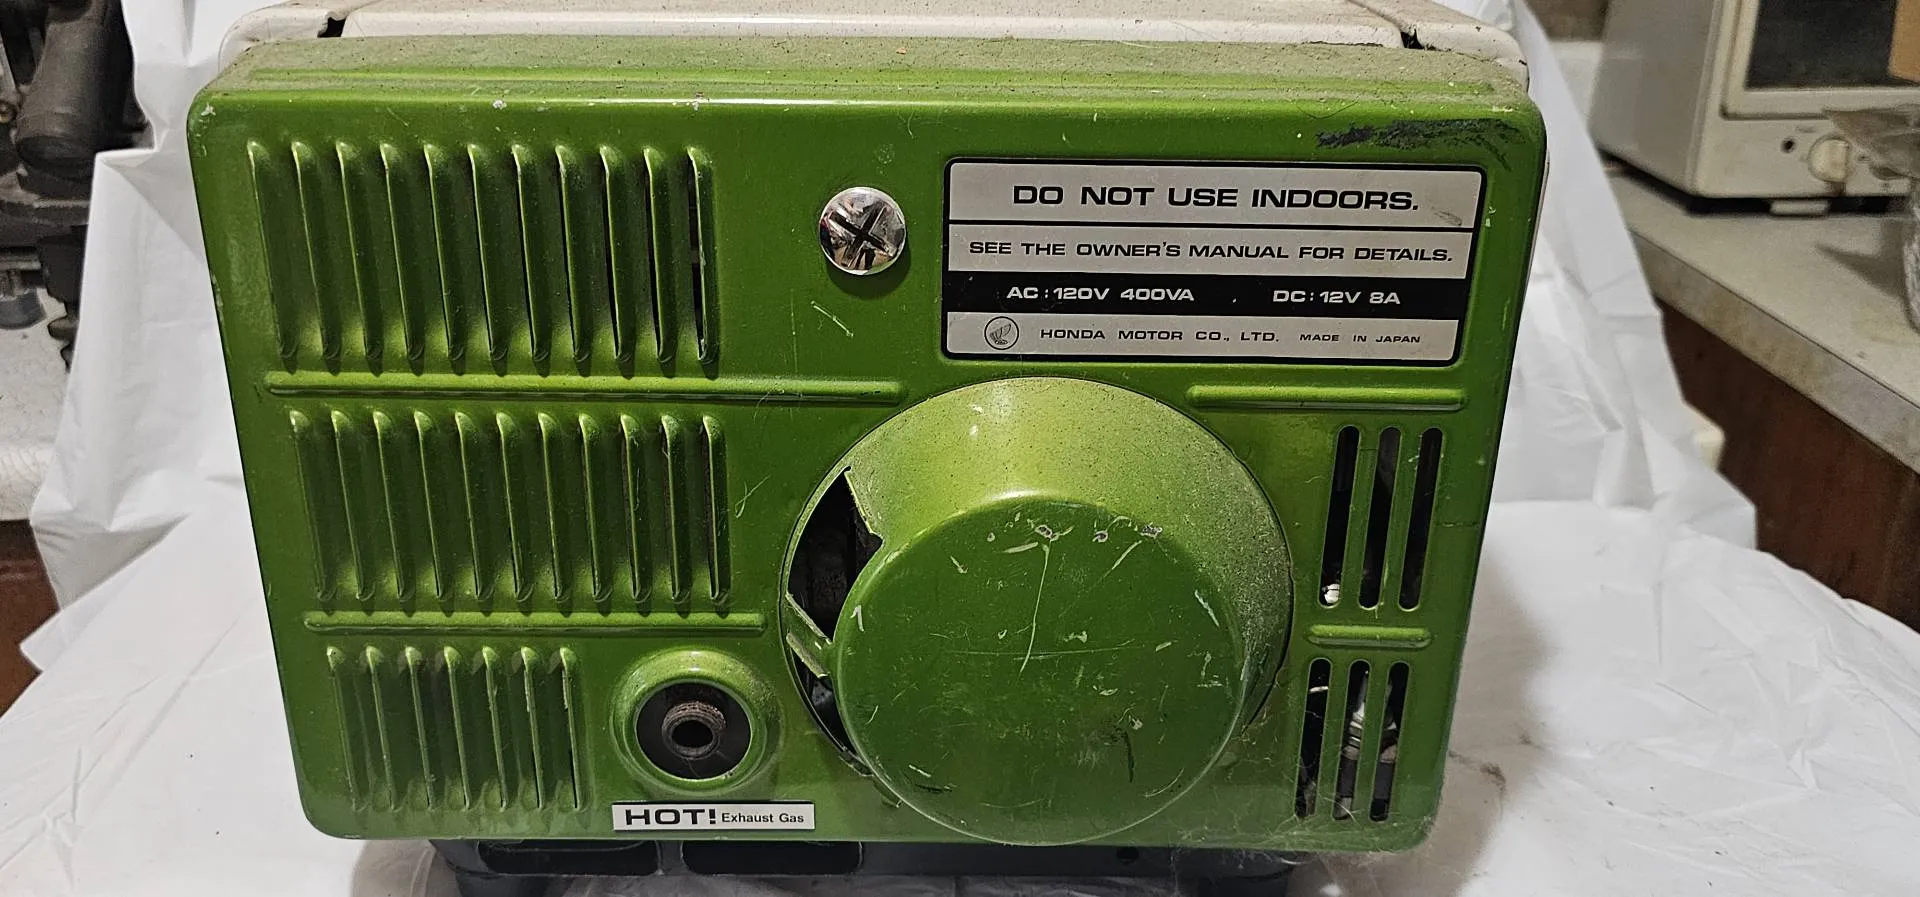 DO NOT USE INDOORS.
SEE THE OWNER'S MANUAL FOR DETAILS.
AC:120V 400VA . DC:12V 8A
HONDA MOTOR CO., LTD. MADE IN JAPAN
HOT! Exhaust Gas